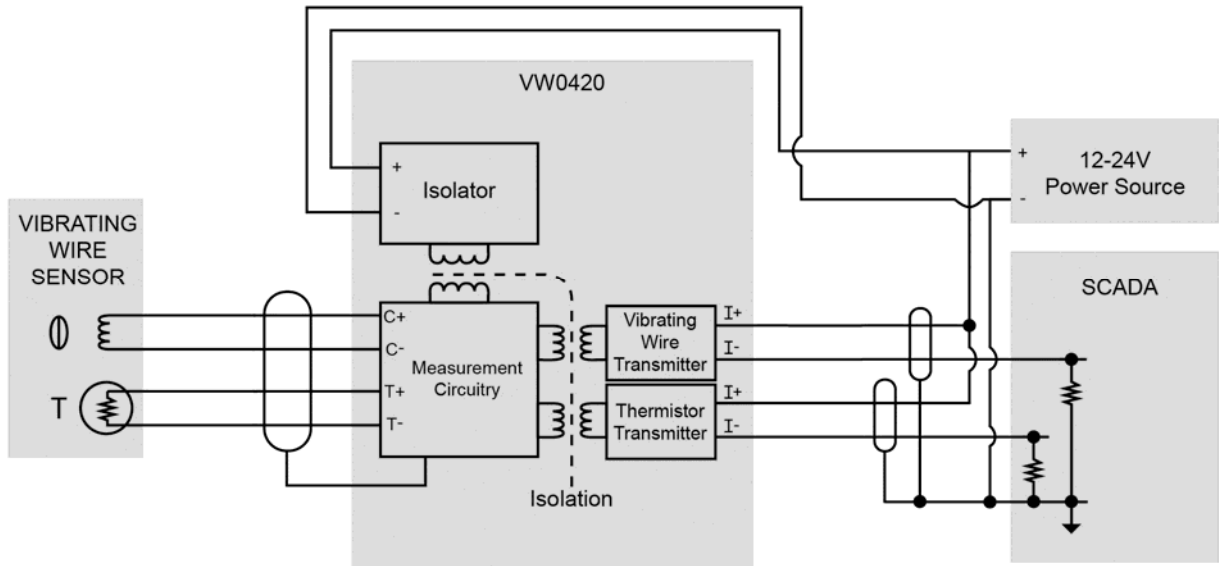 VW0420
+
Isolator
-
+
12-24V
Power Source
-
VIBRATING
WIRE
SENSOR
T
C+
C-
T+
T-
Measurement
Circuitry
Vibrating
Wire
Transmitter
I+
I-
Thermistor
Transmitter
I+
I-
Isolation
SCADA